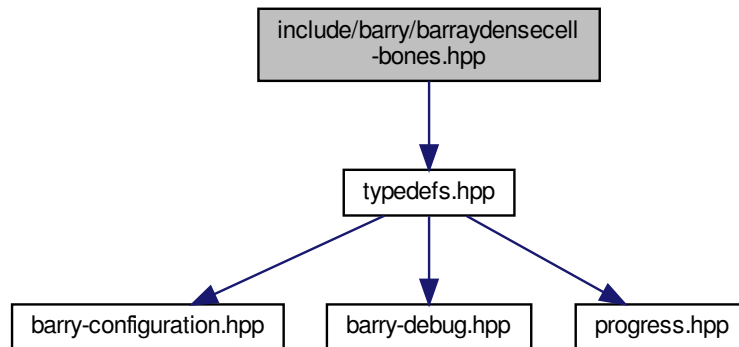 include/barry/barraydensecell
-bones.hpp
typedefs.hpp
barry-configuration.hpp
barry-debug.hpp
progress.hpp